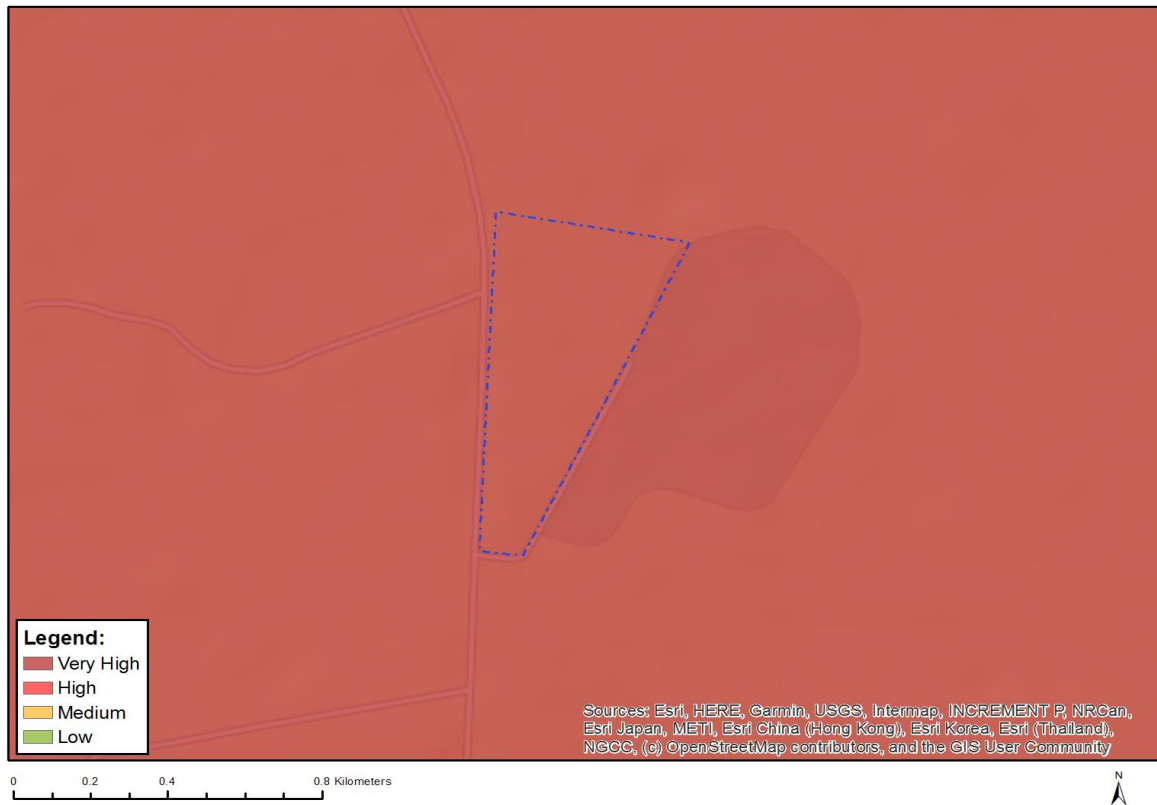 Legend:
Very High
High
Medium
Low
Sources: Esri, HERE, Garmin, USGS, Intermap, INCREMENT P, NRCan,
Esri Japan, METI, Esri China (Hong Kong), Esri Korea, Esri (Thailand),
NGCC, (c) OpenStreetMap contributors, and the GIS User Community
0 0.2 0.4 0.8 Kilometers
N